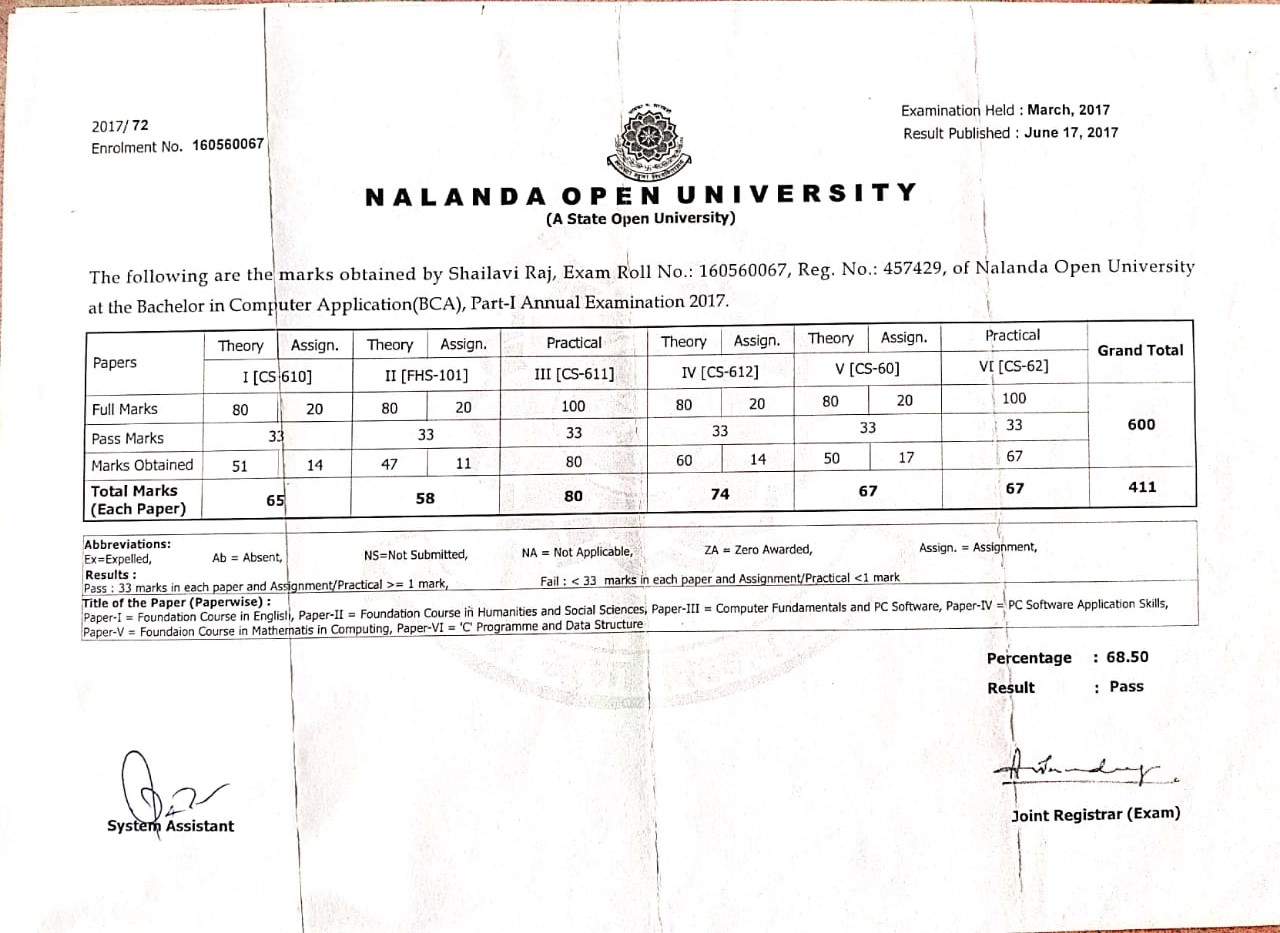 2017/ 72
Enrolment No. 160560067
Examination Held : March, 2017
Result Published : June 17, 2017
NALANDA OPEN UNIVERSITY
(A State Open University)
The following are the marks obtained by Shailavi Raj, Exam Roll No.: 160560067, Reg. No.: 457429, of Nalanda Open University
at the Bachelor in Computer Application(BCA), Part-I Annual Examination 2017.
Papers Theory Assign. Theory Assign. Practical Theory Assign. Theory Assign. Practical Grand Total
I [CS-610] II [FHS-101] III [CS-611] IV [CS-612] V [CS-60] VI [CS-62]
Full Marks 80 20 80 20 100 80 20 80 20 100 600
Pass Marks 33 33 33 33 33 33
Marks Obtained 51 14 47 11 80 60 14 50 17 67
Total Marks
(Each Paper) 65 58 80 74 67 67 411
Abbreviations:
Ex=Expelled, Ab = Absent, NS=Not Submitted, NA = Not Applicable, ZA = Zero Awarded, Assign. = Assignment,
Results :
Pass : 33 marks in each paper and Assignment/Practical >= 1 mark, Fail : < 33 marks in each paper and Assignment/Practical <1 mark
Title of the Paper (Paperwise) :
Paper-I = Foundation Course in English, Paper-II = Foundation Course in Humanities and Social Sciences, Paper-III = Computer Fundamentals and PC Software, Paper-IV = PC Software Application Skills,
Paper-V = Foundaion Course in Mathematis in Computing, Paper-VI = 'C' Programme and Data Structure
Percentage : 68.50
Result : Pass
System Assistant
Joint Registrar (Exam)